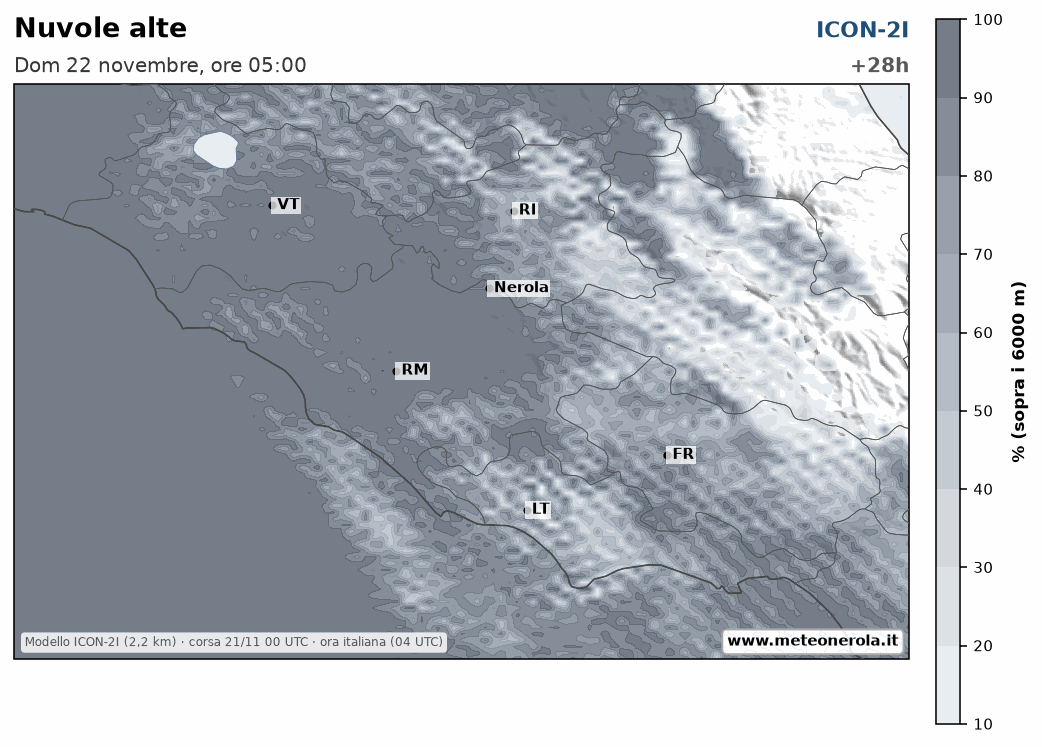 Nuvole alte
ICON-2I
Dom 22 novembre, ore 05:00
+28h
VT
RI
Nerola
RM
FR
LT
Modello ICON-2I (2,2 km) · corsa 21/11 00 UTC · ora italiana (04 UTC)
www.meteonerola.it
100
90
80
70
60
50
40
30
20
10
% (sopra i 6000 m)